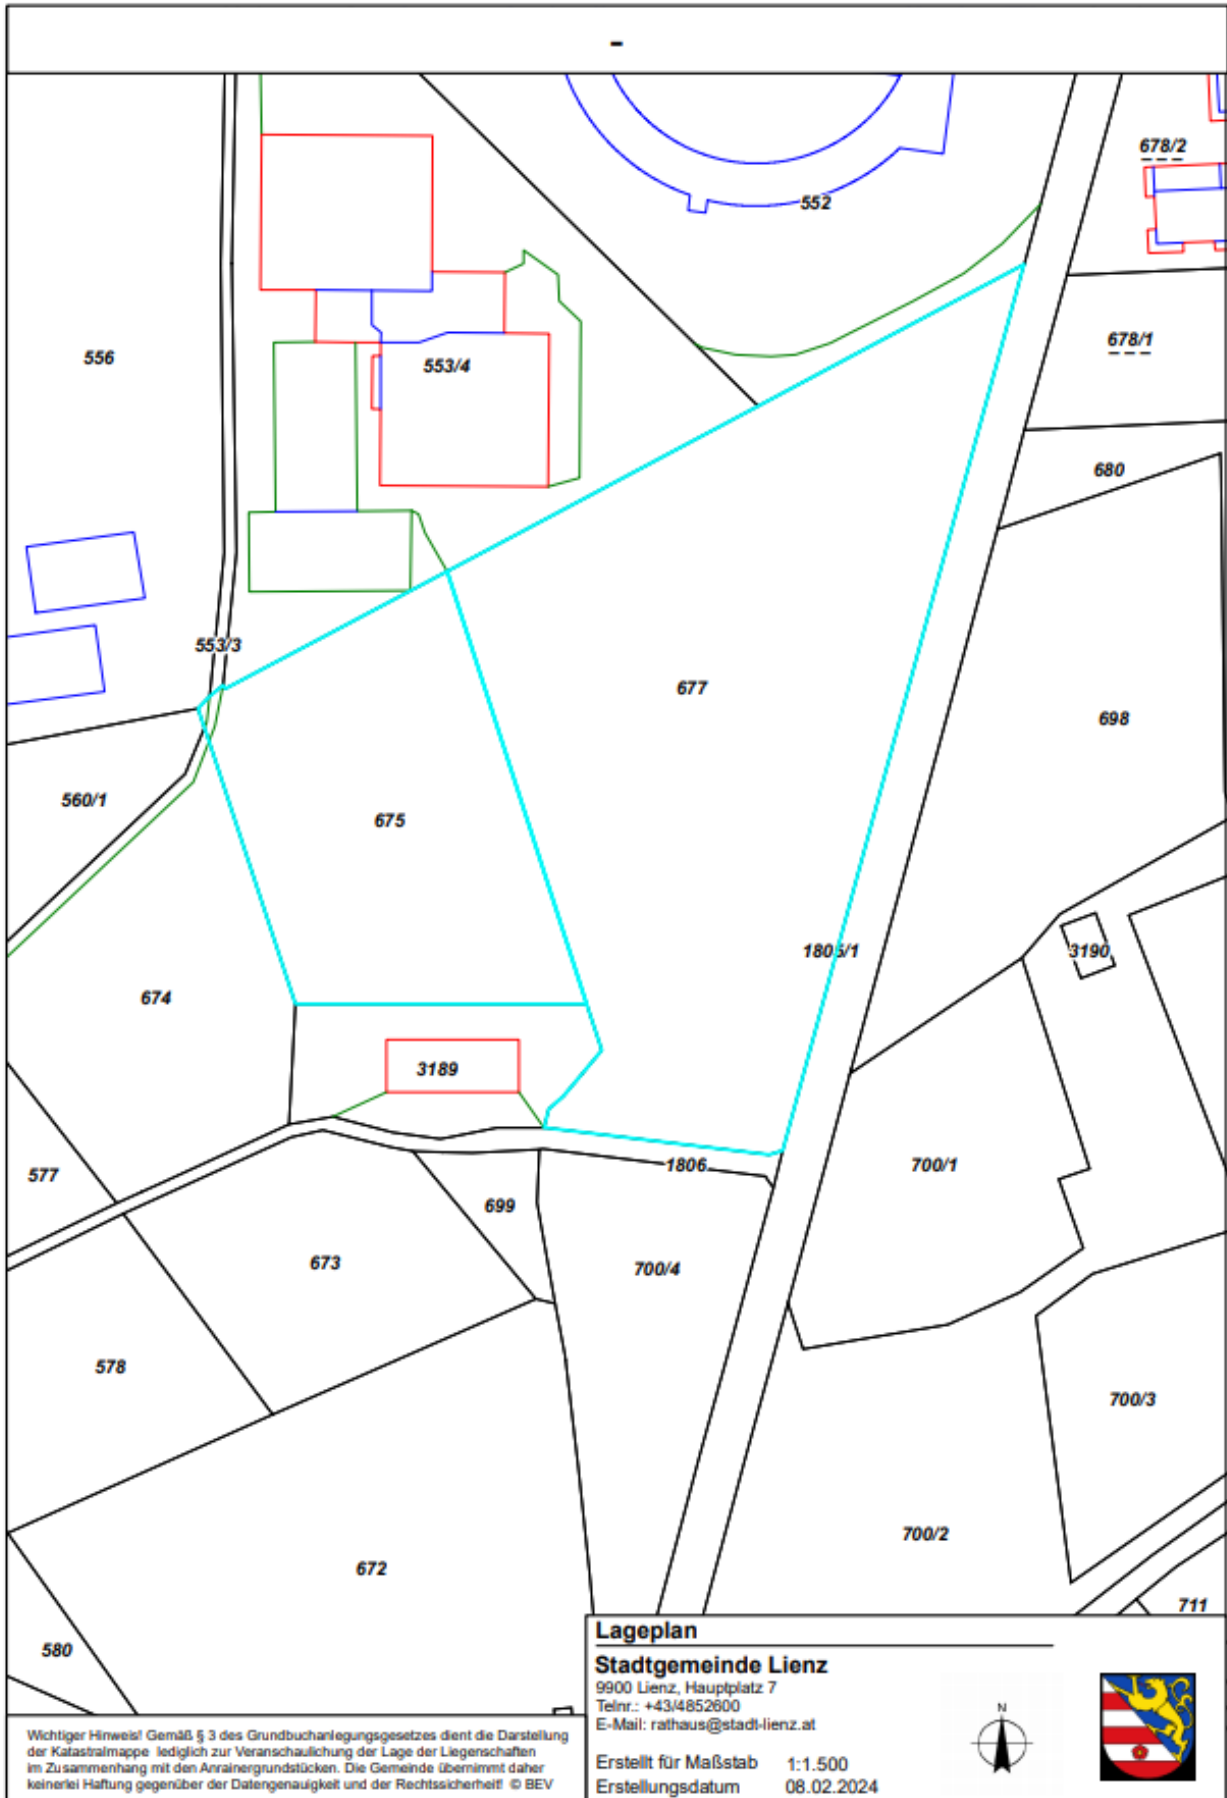 -
678/2
552
678/1
556
553/4
680
553/3
677
698
560/1
675
1805/1
3190
674
3189
577
1806
700/1
699
673
700/4
578
700/3
700/2
672
711
580
Lageplan
Stadtgemeinde Lienz
9900 Lienz, Hauptplatz 7
Telnr.: +43/4852600
E-Mail: rathaus@stadt-lienz.at
Erstellt für Maßstab 1:1.500
Erstellungsdatum 08.02.2024
N
Wichtiger Hinweis! Gemäß § 3 des Grundbuchanlegungsgesetzes dient die Darstellung
der Katastralmappe lediglich zur Veranschaulichung der Lage der Liegenschaften
im Zusammenhang mit den Anrainergrundstücken. Die Gemeinde übernimmt daher
keinerlei Haftung gegenüber der Datengenauigkeit und der Rechtssicherheit! © BEV